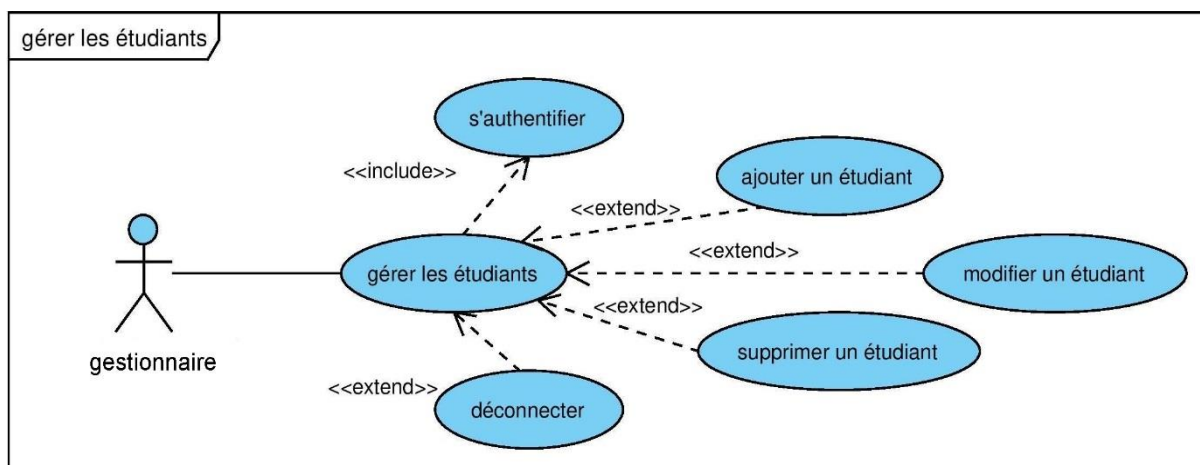 gérer les étudiants
s'authentifier
<<include>>
ajouter un étudiant
<<extend>>
<<extend>>
gérer les étudiants
modifier un étudiant
<<extend>>
supprimer un étudiant
gestionnaire
<<extend>>
déconnecter